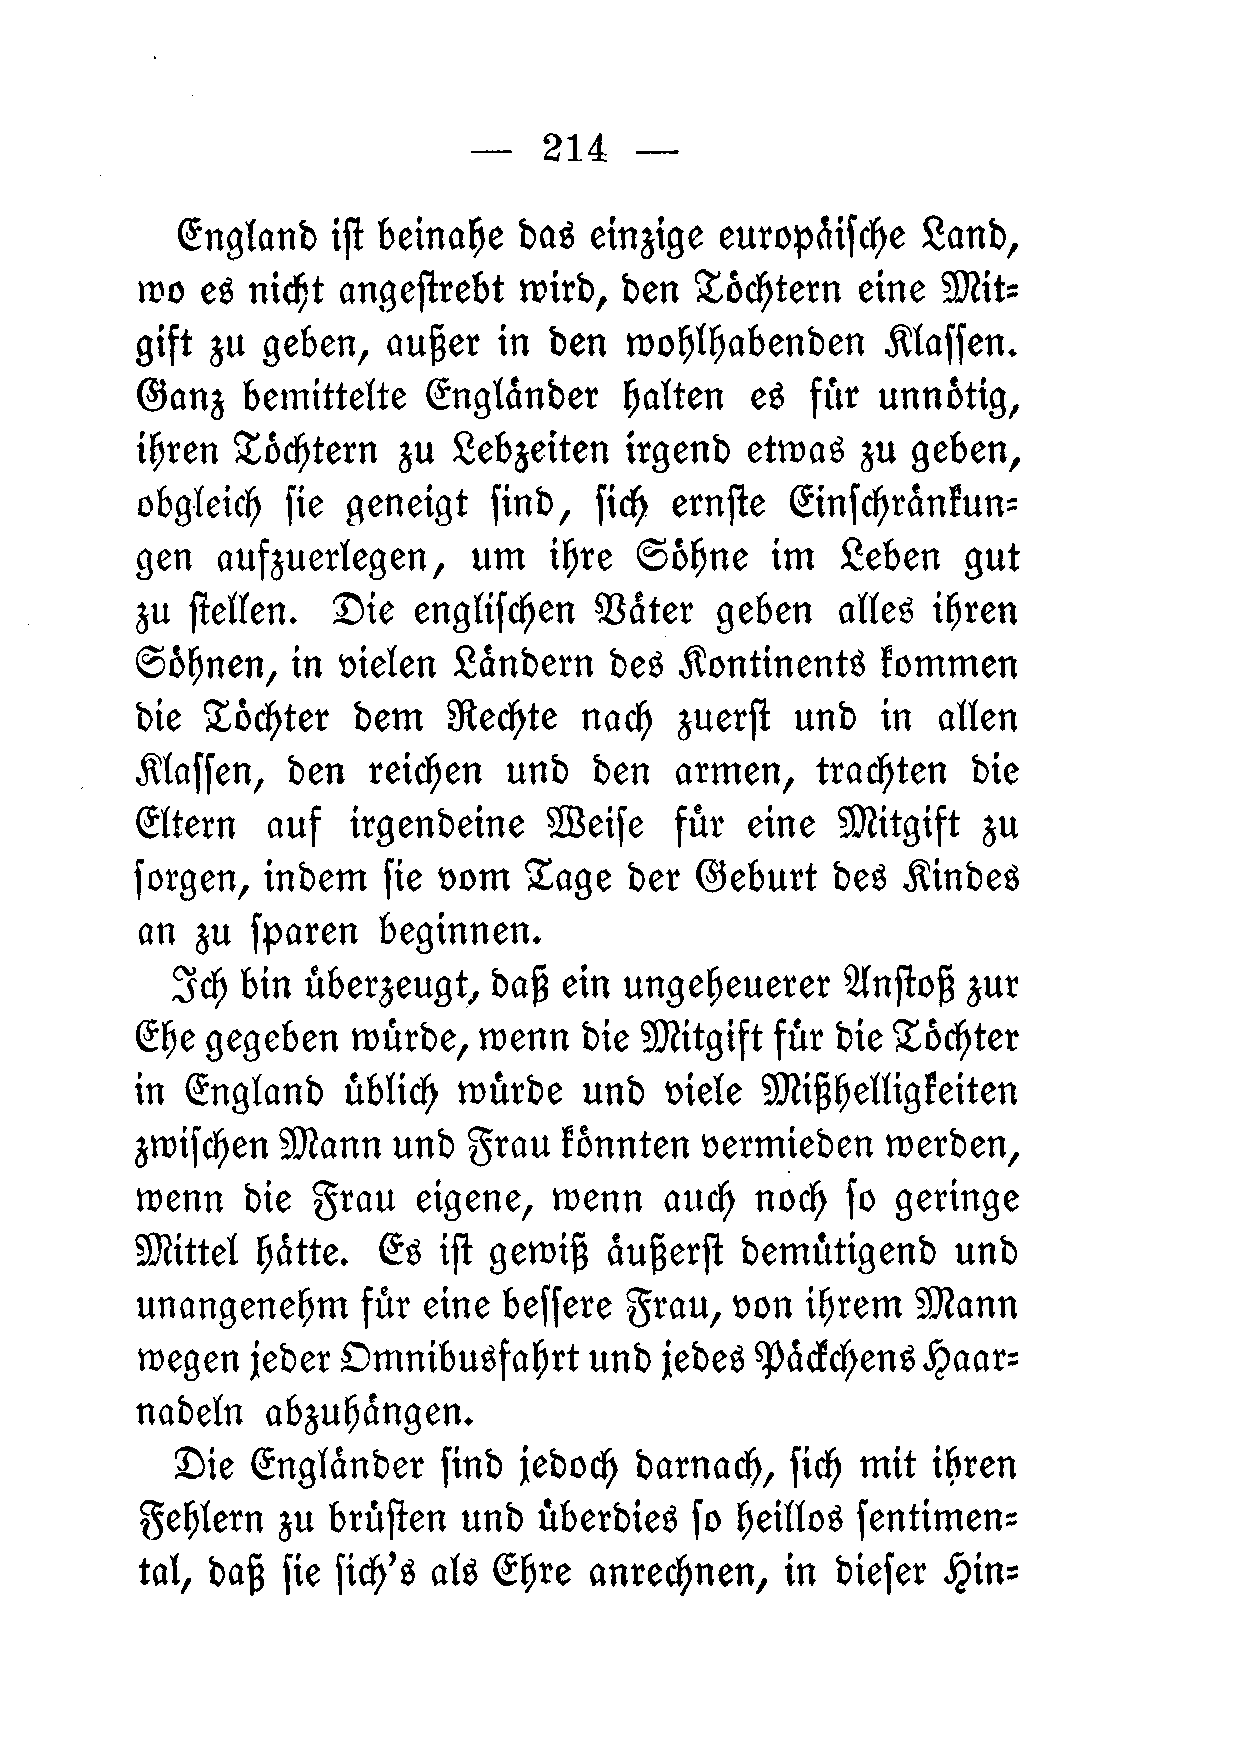 — 214 —
England iſt beinahe das einzige europäiſche Land,
wo es nicht angeſtrebt wird, den Töchtern eine Mit⸗
gift zu geben, außer in den wohlhabenden Klaſſen.
Ganz bemittelte Engländer halten es für unnötig,
ihren Töchtern zu Lebzeiten irgend etwas zu geben,
obgleich ſie geneigt ſind, ſich ernſte Einſchränkun⸗
gen aufzuerlegen, um ihre Söhne im Leben gut
zu ſtellen. Die engliſchen Väter geben alles ihren
Söhnen, in vielen Ländern des Kontinents kommen
die Töchter dem Rechte nach zuerſt und in allen
Klaſſen, den reichen und den armen, trachten die
Eltern auf irgendeine Weiſe für eine Mitgift zu
ſorgen, indem ſie vom Tage der Geburt des Kindes
an zu ſparen beginnen.
Ich bin überzeugt, daß ein ungeheuerer Anſtoß zur
Ehe gegeben würde, wenn die Mitgift für die Töchter
in England üblich würde und viele Mißhelligkeiten
zwiſchen Mann und Frau könnten vermieden werden,
wenn die Frau eigene, wenn auch noch ſo geringe
Mittel hätte. Es iſt gewiß äußerſt bemütigend und
unangenehm für eine beſſere Frau, von ihrem Mann
wegen jeder Omnibusfahrt und jedes Päckchens Haar⸗
nadeln abzuhängen.
Die Engländer ſind jedoch darnach, ſich mit ihren
Fehlern zu brüſten und überdies ſo heillos ſentimen⸗
tal, daß ſie ſich's als Ehre anrechnen, in dieſer Hin⸗